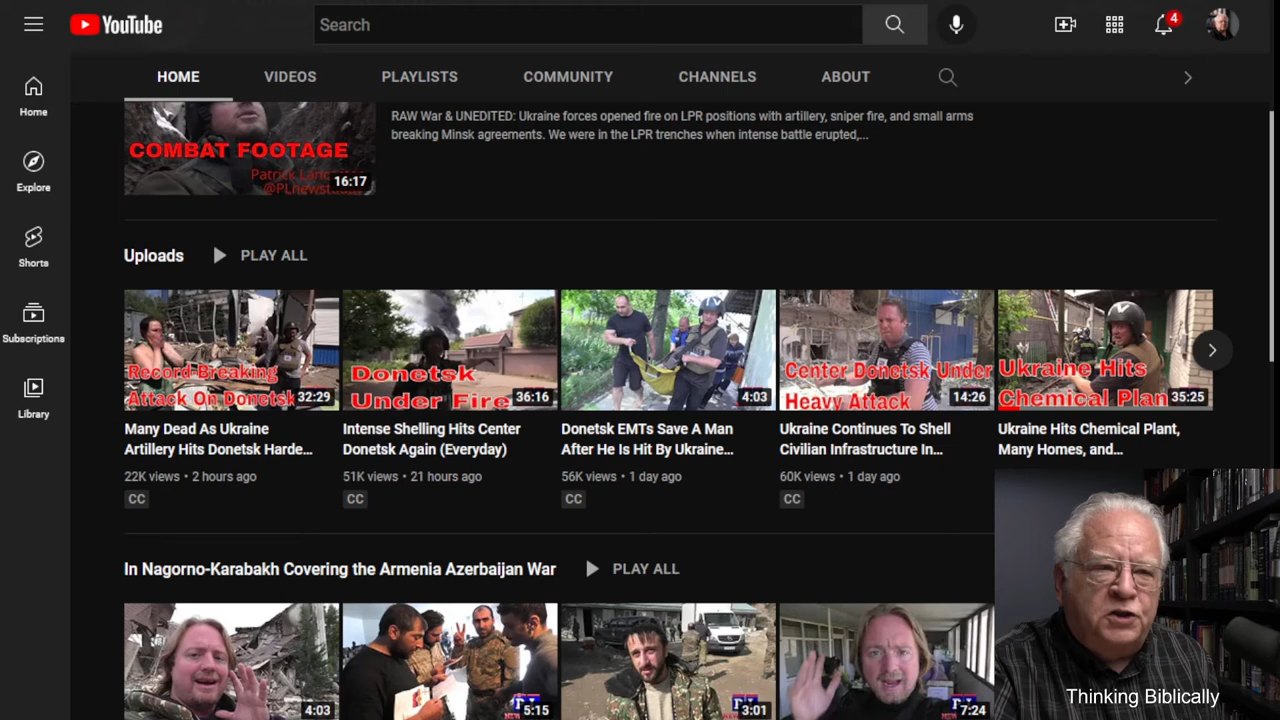 YouTube
Search
4
HOME
VIDEOS
PLAYLISTS
COMMUNITY
CHANNELS
ABOUT
Home
Explore
Shorts
Subscriptions
Library
COMBAT FOOTAGE
Patrick
16:17
RAW War & UNEDITED: Ukraine forces opened fire on LPR positions with artillery, sniper fire, and small arms
breaking Minsk agreements. We were in the LPR trenches when intense battle erupted,...
Uploads
PLAY ALL
Record Breaking
Attack On Donetsk
32:29
Many Dead As Ukraine
Artillery Hits Donetsk Harde...
22K views • 2 hours ago
CC
Donetsk
Under Fire
36:16
Intense Shelling Hits Center
Donetsk Again (Everyday)
51K views • 21 hours ago
CC
4:03
Donetsk EMTs Save A Man
After He Is Hit By Ukraine...
56K views • 1 day ago
CC
Center Donetsk Under
Heavy Attack
14:26
Ukraine Continues To Shell
Civilian Infrastructure In...
60K views • 1 day ago
CC
Ukraine Hits
Chemical Plan
35:25
Ukraine Hits Chemical Plant,
Many Homes, and...
In Nagorno-Karabakh Covering the Armenia Azerbaijan War
PLAY ALL
4:03
5:15
3:01
7:24
Thinking Biblically